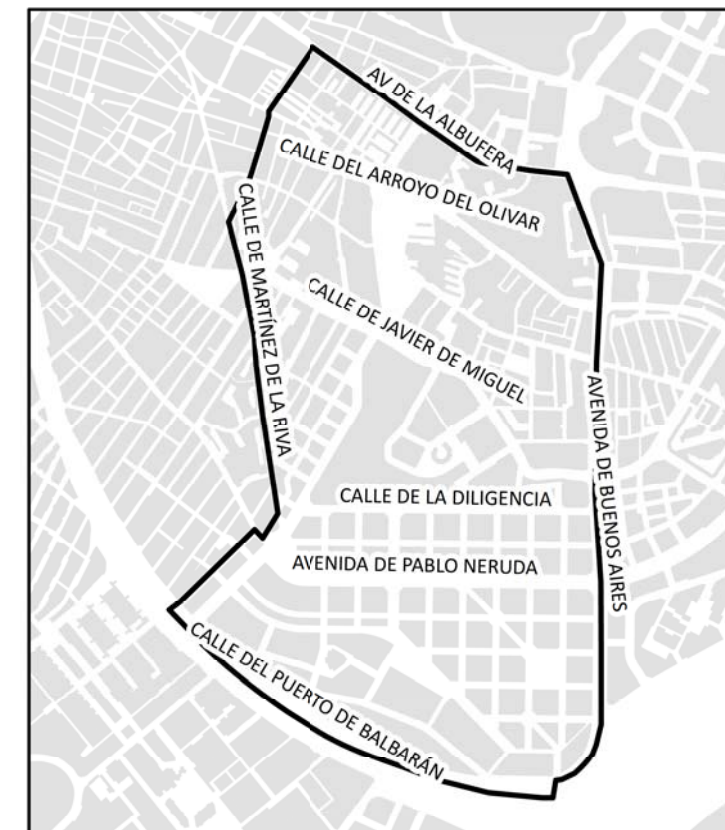 AV DE LA ALBUFERA
CALLE DEL ARROYO DEL OLIVAR
CALLE DE MARTÍNEZ DE LA RIVA
CALLE DE JAVIER DE MIGUEL
AVENIDA DE BUENOS AIRES
CALLE DE LA DILIGENCIA
AVENIDA DE PABLO NERUDA
CALLE DEL PUERTO DE BALBARÁN